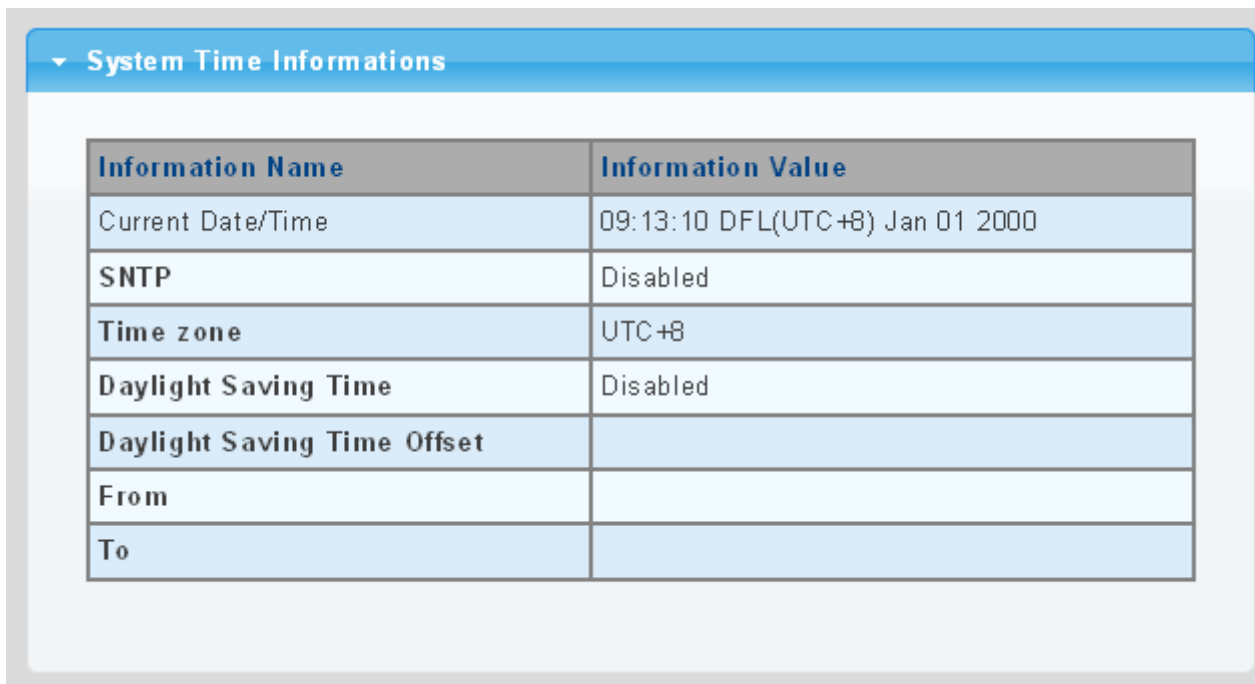 System Time Informations
Information Name Information Value
Current Date/Time 09:13:10 DFL(UTC+8) Jan 01 2000
SNTP Disabled
Time zone UTC+8
Daylight Saving Time Disabled
Daylight Saving Time Offset
From
To